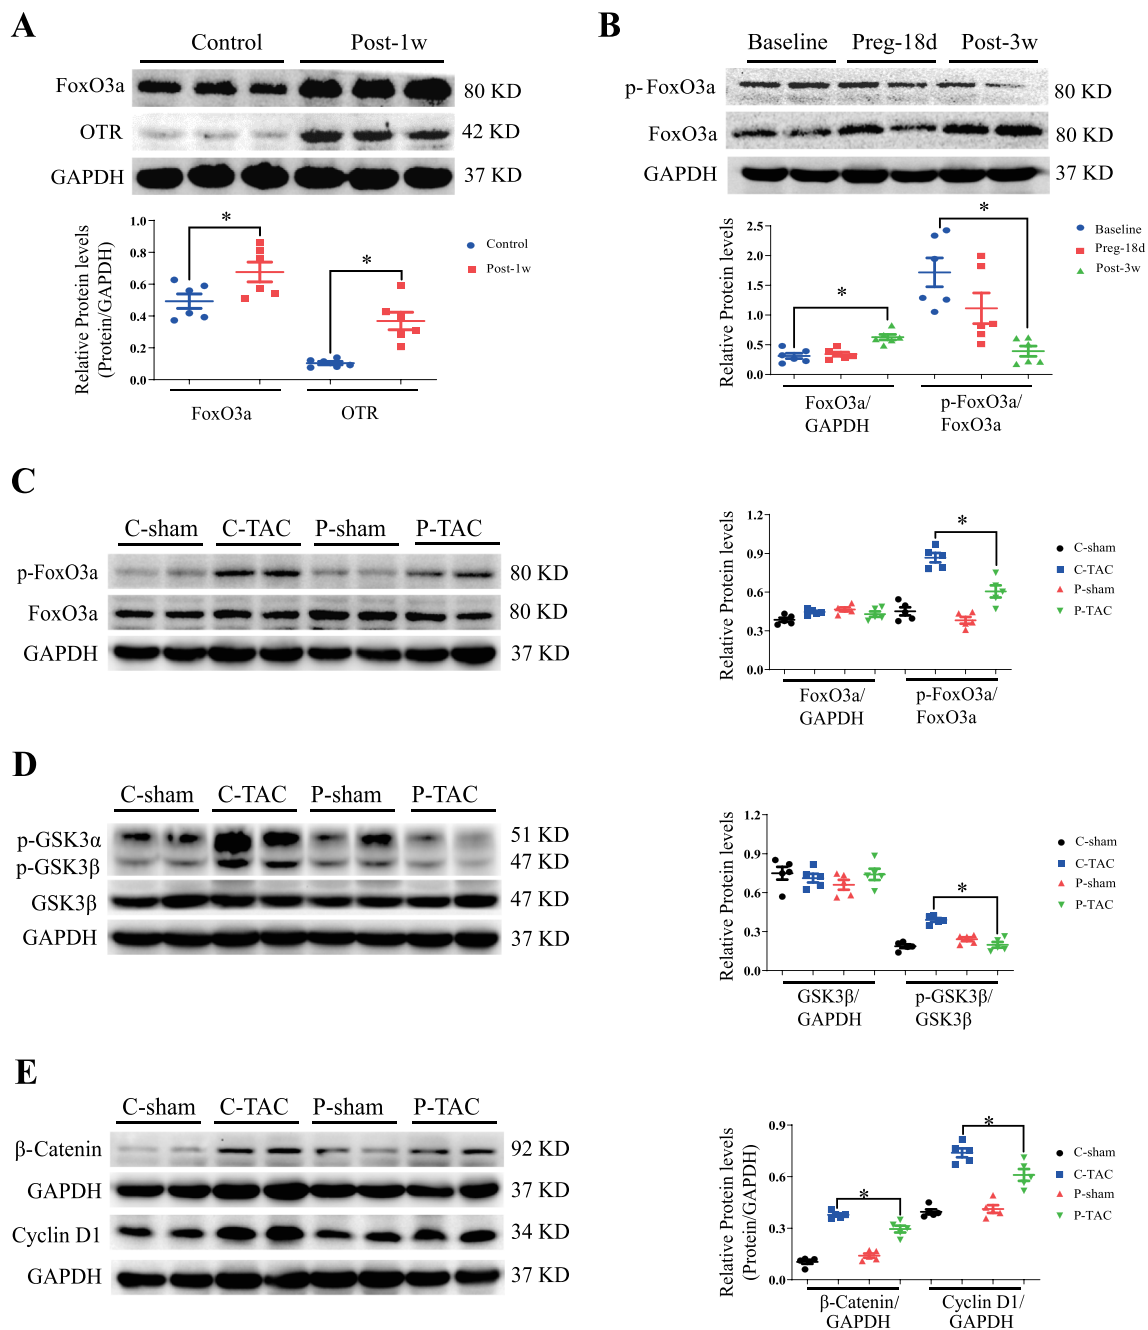 A
Control Post-1w
FoxO3a 80 KD
OTR 42 KD
GAPDH 37 KD
Relative Protein levels
(Protein/GAPDH)
1.0
0.8
0.6
0.4
0.2
0.0
* *
FoxO3a OTR
Control
Post-1w
B
Baseline Preg-18d Post-3w
p-FoxO3a 80 KD
FoxO3a 80 KD
GAPDH 37 KD
Relative Protein levels
2.5
2.0
1.5
1.0
0.5
0.0
* *
FoxO3a/ p-FoxO3a/
GAPDH FoxO3a
Baseline
Preg-18d
Post-3w
C
C-sham C-TAC P-sham P-TAC
p-FoxO3a 80 KD
FoxO3a 80 KD
GAPDH 37 KD
Relative Protein levels
1.2
0.9
0.6
0.3
0.0
*
FoxO3a/ p-FoxO3a/
GAPDH FoxO3a
C-sham
C-TAC
P-sham
P-TAC
D
C-sham C-TAC P-sham P-TAC
p-GSK3α 51 KD
p-GSK3β 47 KD
GSK3β 47 KD
GAPDH 37 KD
Relative Protein levels
1.2
0.9
0.6
0.3
0.0
*
GSK3β/ p-GSK3β/
GAPDH GSK3β
C-sham
C-TAC
P-sham
P-TAC
E
C-sham C-TAC P-sham P-TAC
β-Catenin 92 KD
GAPDH 37 KD
Cyclin D1 34 KD
GAPDH 37 KD
Relative Protein levels
(Protein/GAPDH)
0.9
0.6
0.3
0.0
* *
β-Catenin/ Cyclin D1/
GAPDH GAPDH
C-sham
C-TAC
P-sham
P-TAC